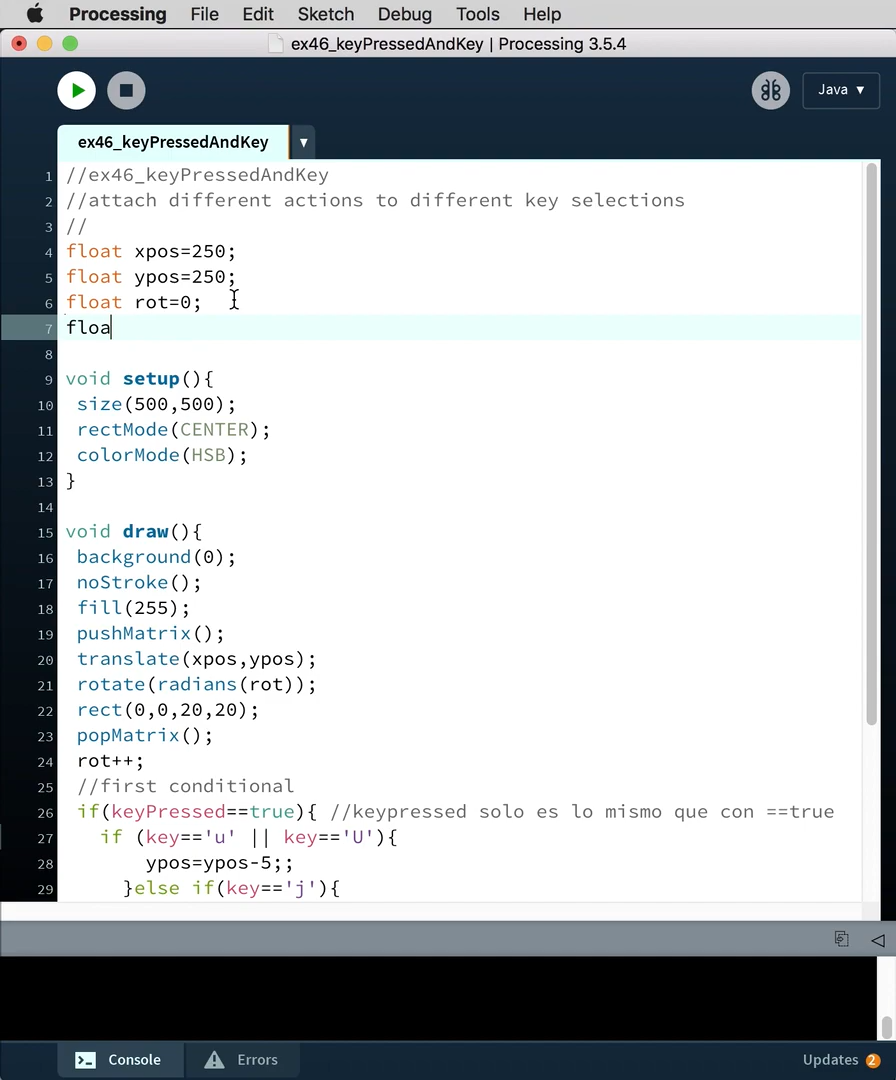 Processing File Edit Sketch Debug Tools Help
ex46_keyPressedAndKey | Processing 3.5.4
Java ▼
ex46_keyPressedAndKey ▼
1 //ex46_keyPressedAndKey
2 //attach different actions to different key selections
3 //
4 float xpos=250;
5 float ypos=250;
6 float rot=0;
7 floa
8
9 void setup(){
10 size(500,500);
11 rectMode(CENTER);
12 colorMode(HSB);
13 }
14
15 void draw(){
16 background(0);
17 noStroke();
18 fill(255);
19 pushMatrix();
20 translate(xpos,ypos);
21 rotate(radians(rot));
22 rect(0,0,20,20);
23 popMatrix();
24 rot++;
25 //first conditional
26 if(keyPressed==true){ //keypressed solo es lo mismo que con ==true
27 if (key=='u' || key=='U'){
28 ypos=ypos-5;;
29 }else if(key=='j'){
Console Errors Updates 2